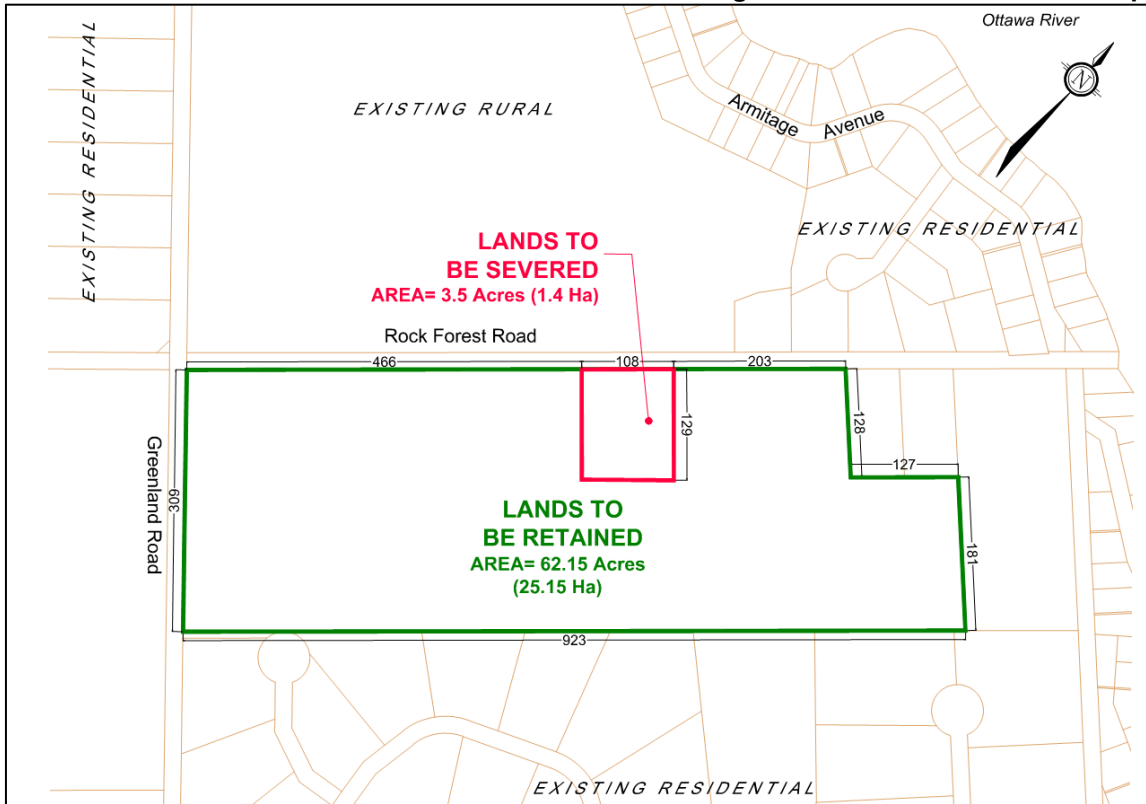 Ottawa River
N
EXISTING RESIDENTIAL
EXISTING RURAL
Armitage Avenue
EXISTING RESIDENTIAL
LANDS TO
BE SEVERED
AREA= 3.5 Acres (1.4 Ha)
Rock Forest Road
466
108
203
129
128
127
Greenland Road
309
LANDS TO
BE RETAINED
AREA= 62.15 Acres
(25.15 Ha)
181
923
EXISTING RESIDENTIAL